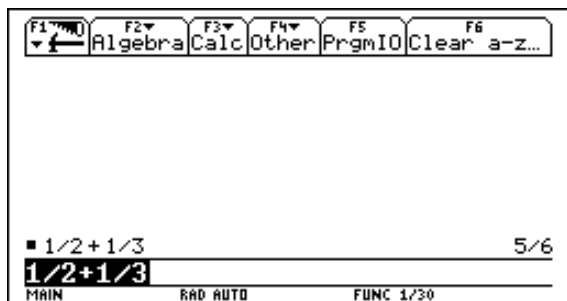 F1 F2 F3 F4 F5 F6
Algebra Calc Other PrgmIO Clear a-z...
1/2 + 1/3 5/6
1/2+1/3
MAIN RAD AUTO FUNC 1/30